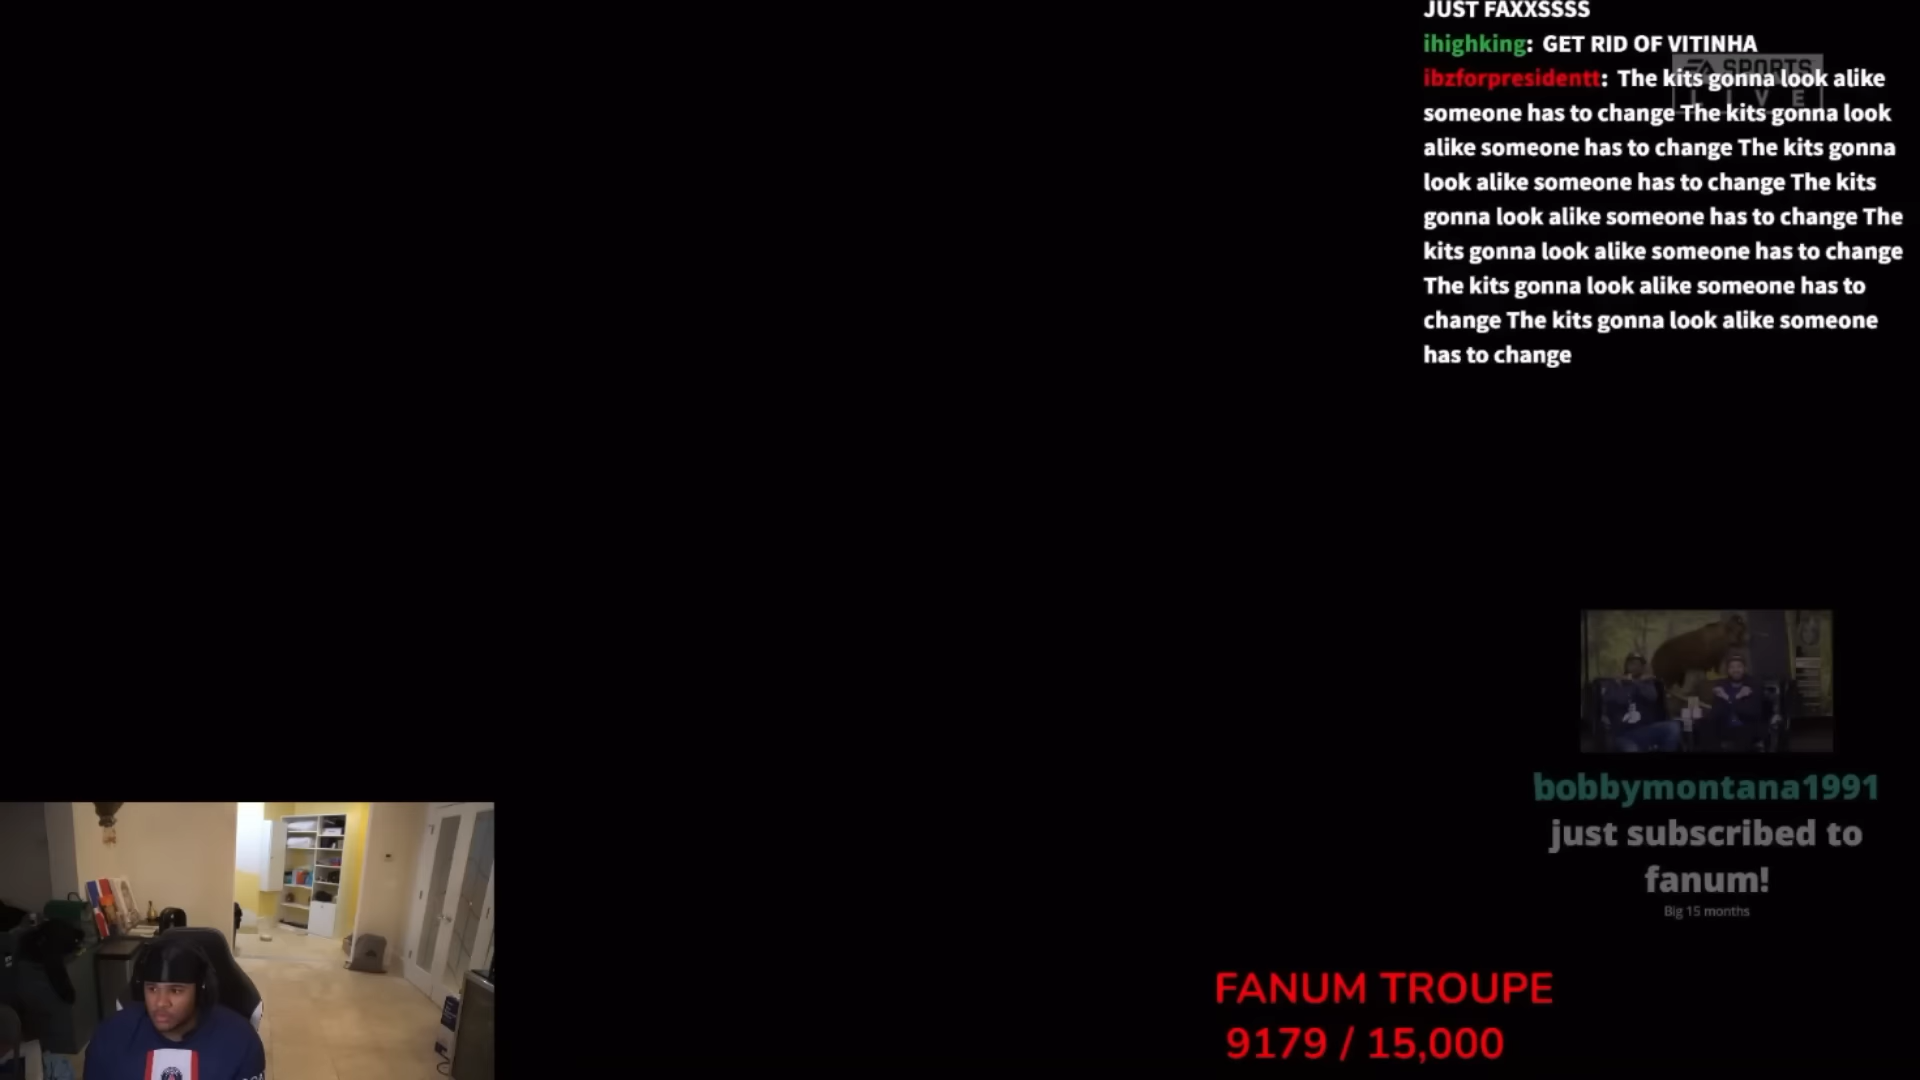 JUST FAXXSSSS
ihighking: GET RID OF VITINHA
EA SPORTS
LIVE
ibzforpresidentt: The kits gonna look alike
someone has to change The kits gonna look
alike someone has to change The kits gonna
look alike someone has to change The kits
gonna look alike someone has to change The
kits gonna look alike someone has to change
The kits gonna look alike someone has to
change The kits gonna look alike someone
has to change
bobbymontana1991
just subscribed to
fanum!
Big 15 months
FANUM TROUPE
9179 / 15,000